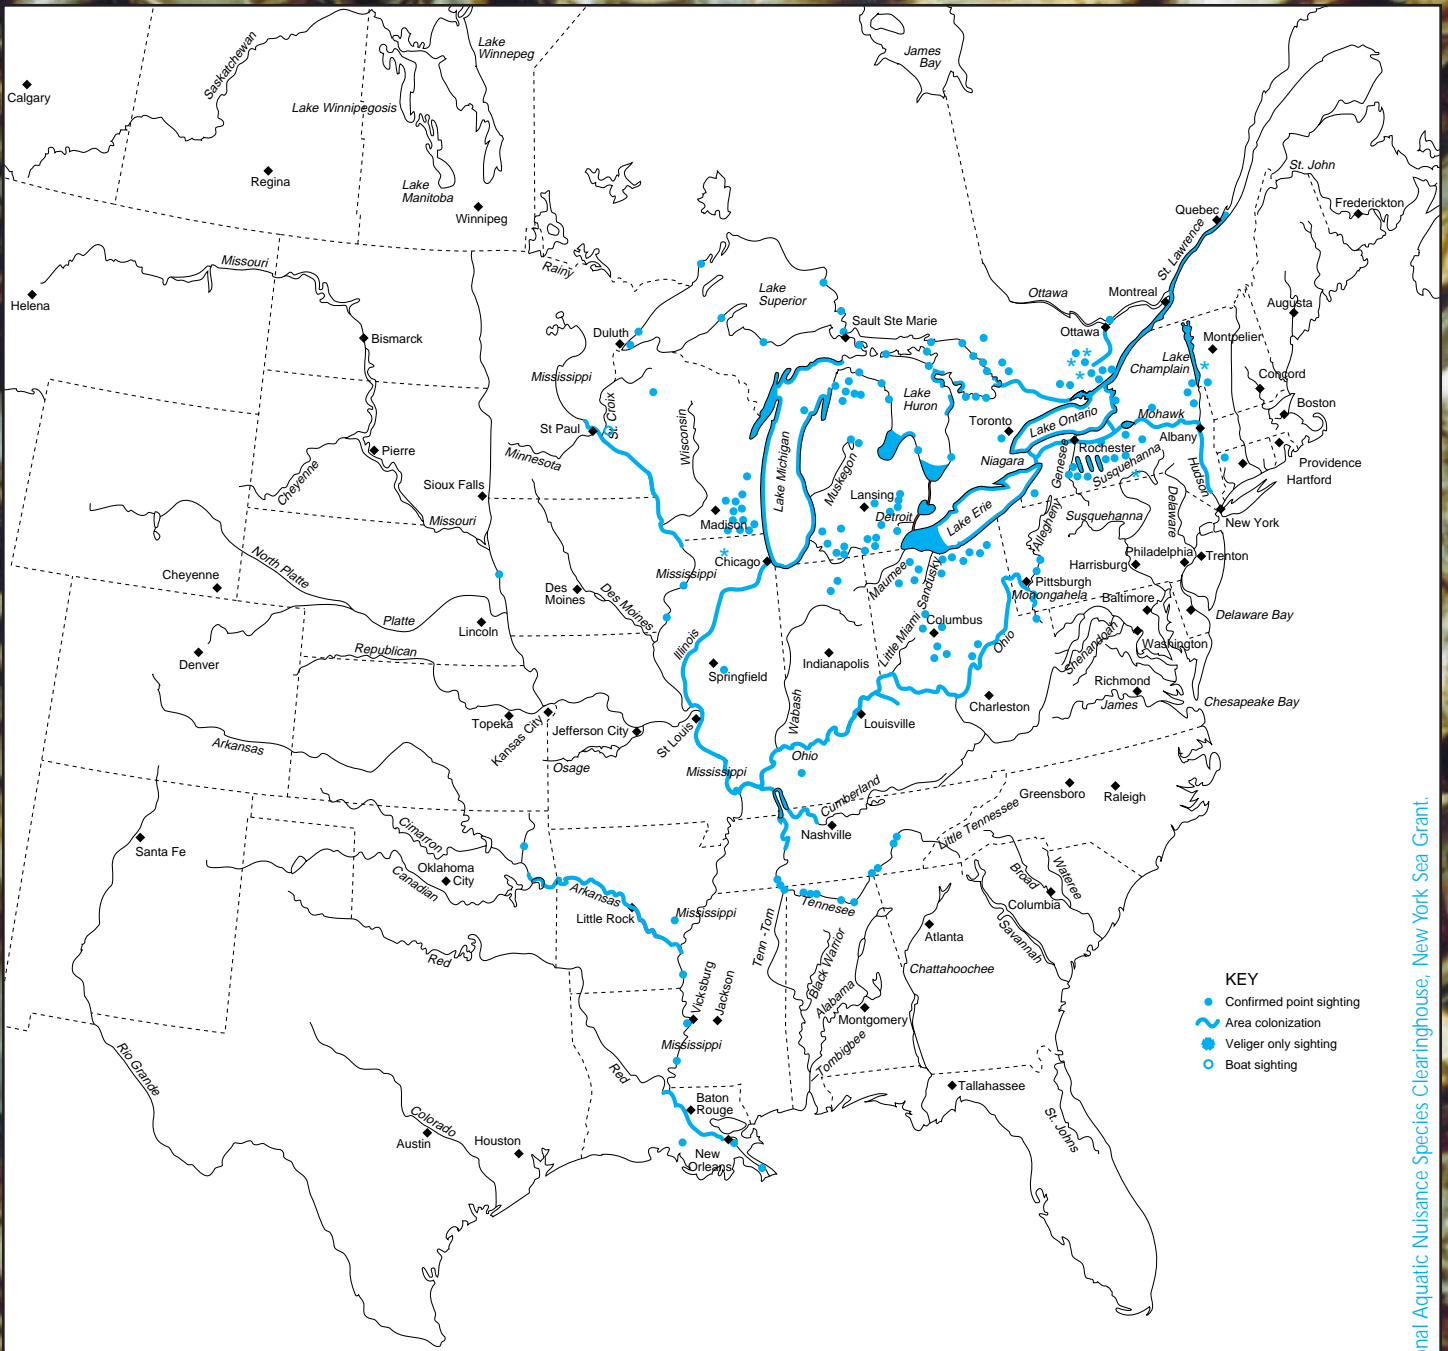 Lake
Winnepeg
James
Bay
Saskatchewan
Calgary
Lake Winnipegosis
St. John
Regina
Lake
Manitoba
Winnipeg
Frederickton
Quebec
St. Lawrence
Missouri
Rainy
Helena
Lake
Superior
Ottawa
Montreal
Augusta
Sault Ste Marie
Duluth
Ottawa
Bismarck
Montpelier
Lake
Champlain
Mississippi
Concord
Lake
Huron
Boston
St. Croix
St Paul
Wisconsin
Toronto
Lake Ontario
Mohawk
Albany
Minnesota
Pierre
Lake Michigan
Muskegon
Niagara
Genesee
Rochester
Susquehanna
Hudson
Providence
Hartford
Cheyenne
Sioux Falls
Lansing
Detroit
Lake Erie
Allegheny
Delaware
Missouri
Madison
Susquehanna
New York
North Platte
Chicago
Mississippi
Philadelphia
Trenton
Harrisburg
Cheyenne
Des
Moines
Des Moines
Maumee
Sandusky
Pittsburgh
Monongahela
Baltimore
Delaware Bay
Platte
Lincoln
Illinois
Little Miami
Columbus
Ohio
Shenandoah
Washington
Denver
Republican
Springfield
Indianapolis
Richmond
James
Chesapeake Bay
Wabash
Charleston
Topeka
Kansas City
Jefferson City
St Louis
Louisville
Arkansas
Osage
Mississippi
Ohio
Cumberland
Greensboro
Raleigh
Cimarron
Nashville
Little Tennessee
Santa Fe
Oklahoma
City
Canadian
Arkansas
Little Rock
Mississippi
Tennesee
Broad
Wateree
Columbia
Tenn -Tom
Black Warrior
Atlanta
Savannah
Red
Chattahoochee
Vicksburg
Jackson
Alabama
Montgomery
Mississippi
Tombigbee
Rio Grande
Red
Tallahassee
Baton
Rouge
Colorado
Austin
Houston
New
Orleans
St. Johns
KEY
Confirmed point sighting
Area colonization
Veliger only sighting
Boat sighting
onal Aquatic Nuisance Species Clearinghouse, New York Sea Grant.